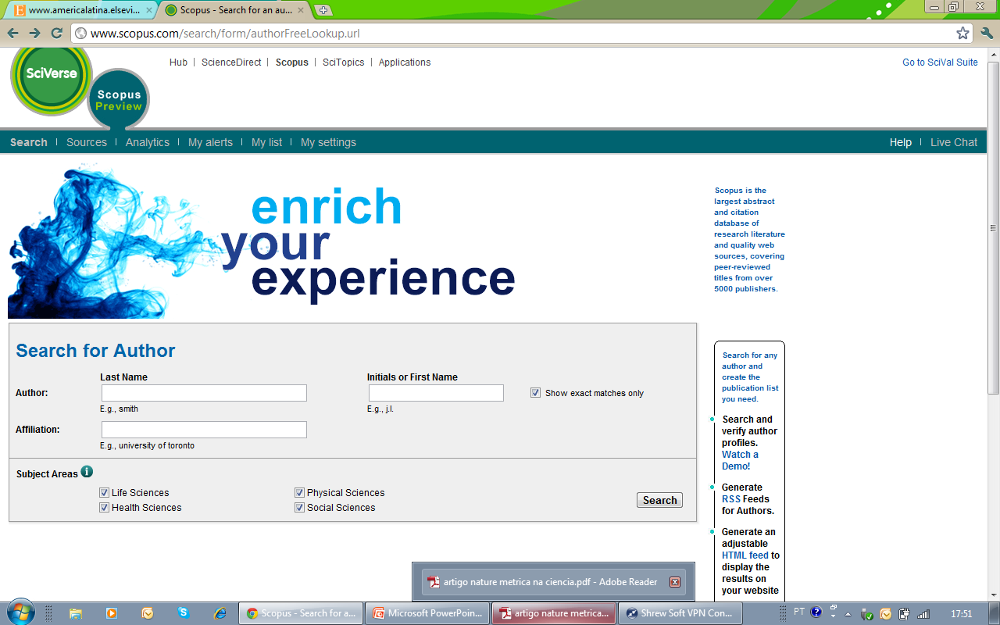 www.americalatina.elsevi...
Scopus - Search for an au...
www.scopus.com/search/form/authorFreeLookup.url
SciVerse
Scopus
Preview
Hub | ScienceDirect | Scopus | SciTopics | Applications
Go to SciVal Suite
Search | Sources | Analytics | My alerts | My list | My settings
Help | Live Chat
enrich
your
experience
Scopus is the
largest abstract
and citation
database of
research literature
and quality web
sources, covering
peer-reviewed
titles from over
5000 publishers.
Search for Author
Last Name
Initials or First Name
Author:
Show exact matches only
E.g., smith
E.g., j.l.
Affiliation:
E.g., university of toronto
Subject Areas
Life Sciences
Physical Sciences
Health Sciences
Social Sciences
Search
Search for any
author and
create the
publication list
you need.
Search and
verify author
profiles.
Watch a
Demo!
Generate
RSS Feeds
for Authors.
Generate an
adjustable
HTML feed to
display the
results on
your website
artigo nature metrica na ciencia.pdf - Adobe Reader
Scopus - Search for a...
Microsoft PowerPoin...
artigo nature metrica...
Shrew Soft VPN Con...
PT
17:51